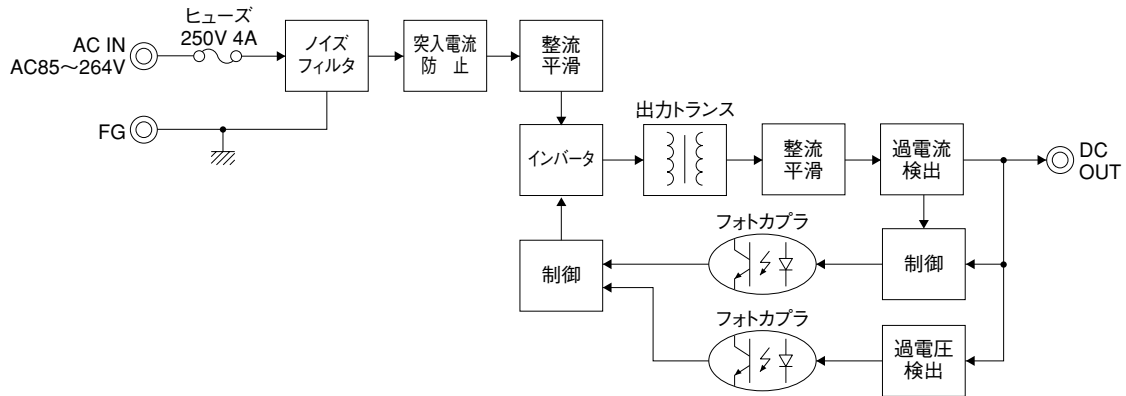 ヒューズ
250V 4A
AC IN
AC85～264V
ノイズ
フィルタ
突入電流
防　止
整流
平滑
FG
インバータ
出力トランス
整流
平滑
過電流
検出
DC
OUT
制御
フォトカプラ
制御
フォトカプラ
過電圧
検出